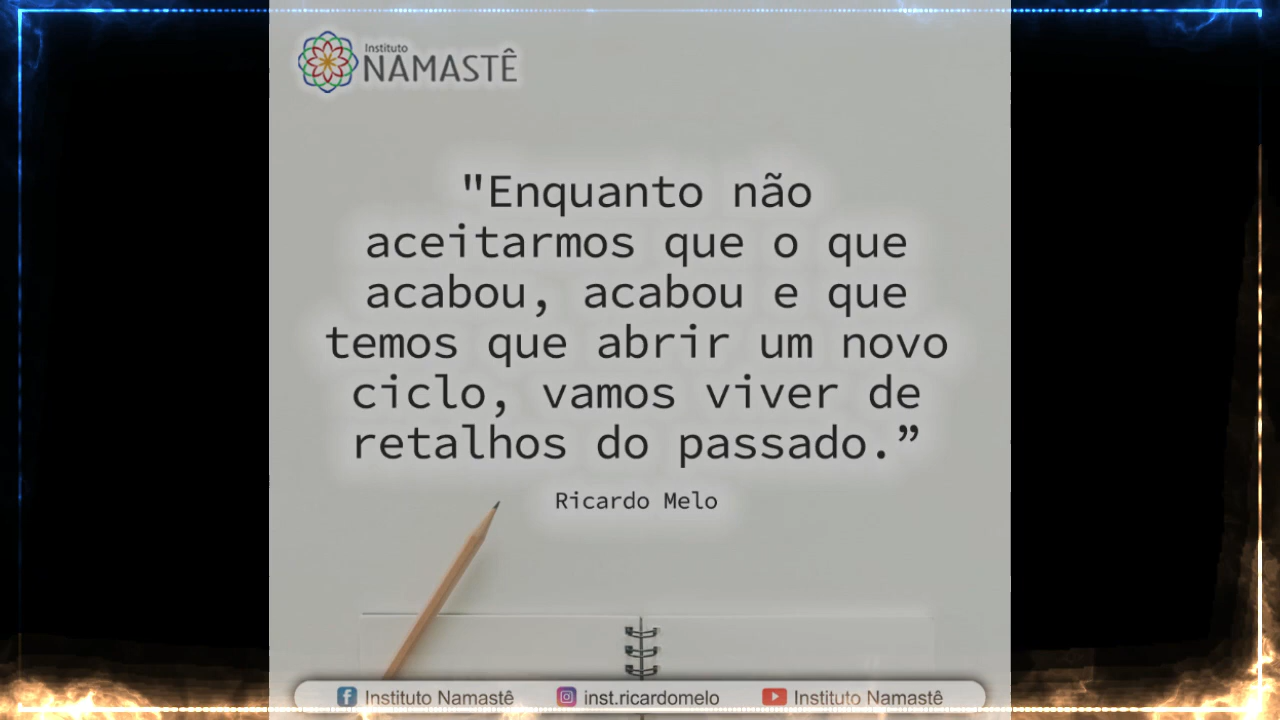 Instituto
NAMASTÊ
"Enquanto não
aceitarmos que o que
acabou, acabou e que
temos que abrir um novo
ciclo, vamos viver de
retalhos do passado.”
Ricardo Melo
Instituto Namastê
inst.ricardomelo
Instituto Namastê